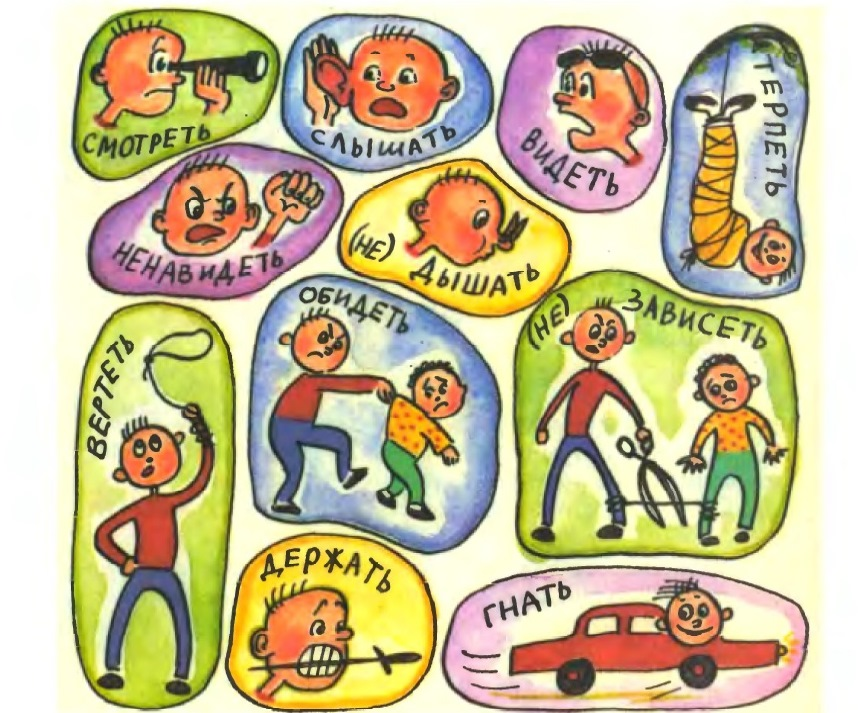 СМОТРЕТЬ
СЛЫШАТЬ
ВИДЕТЬ
ТЕРПЕТЬ
НЕНАВИДЕТЬ
(НЕ) ДЫШАТЬ
ВЕРТЕТЬ
ОБИДЕТЬ
(НЕ) ЗАВИСЕТЬ
ДЕРЖАТЬ
ГНАТЬ